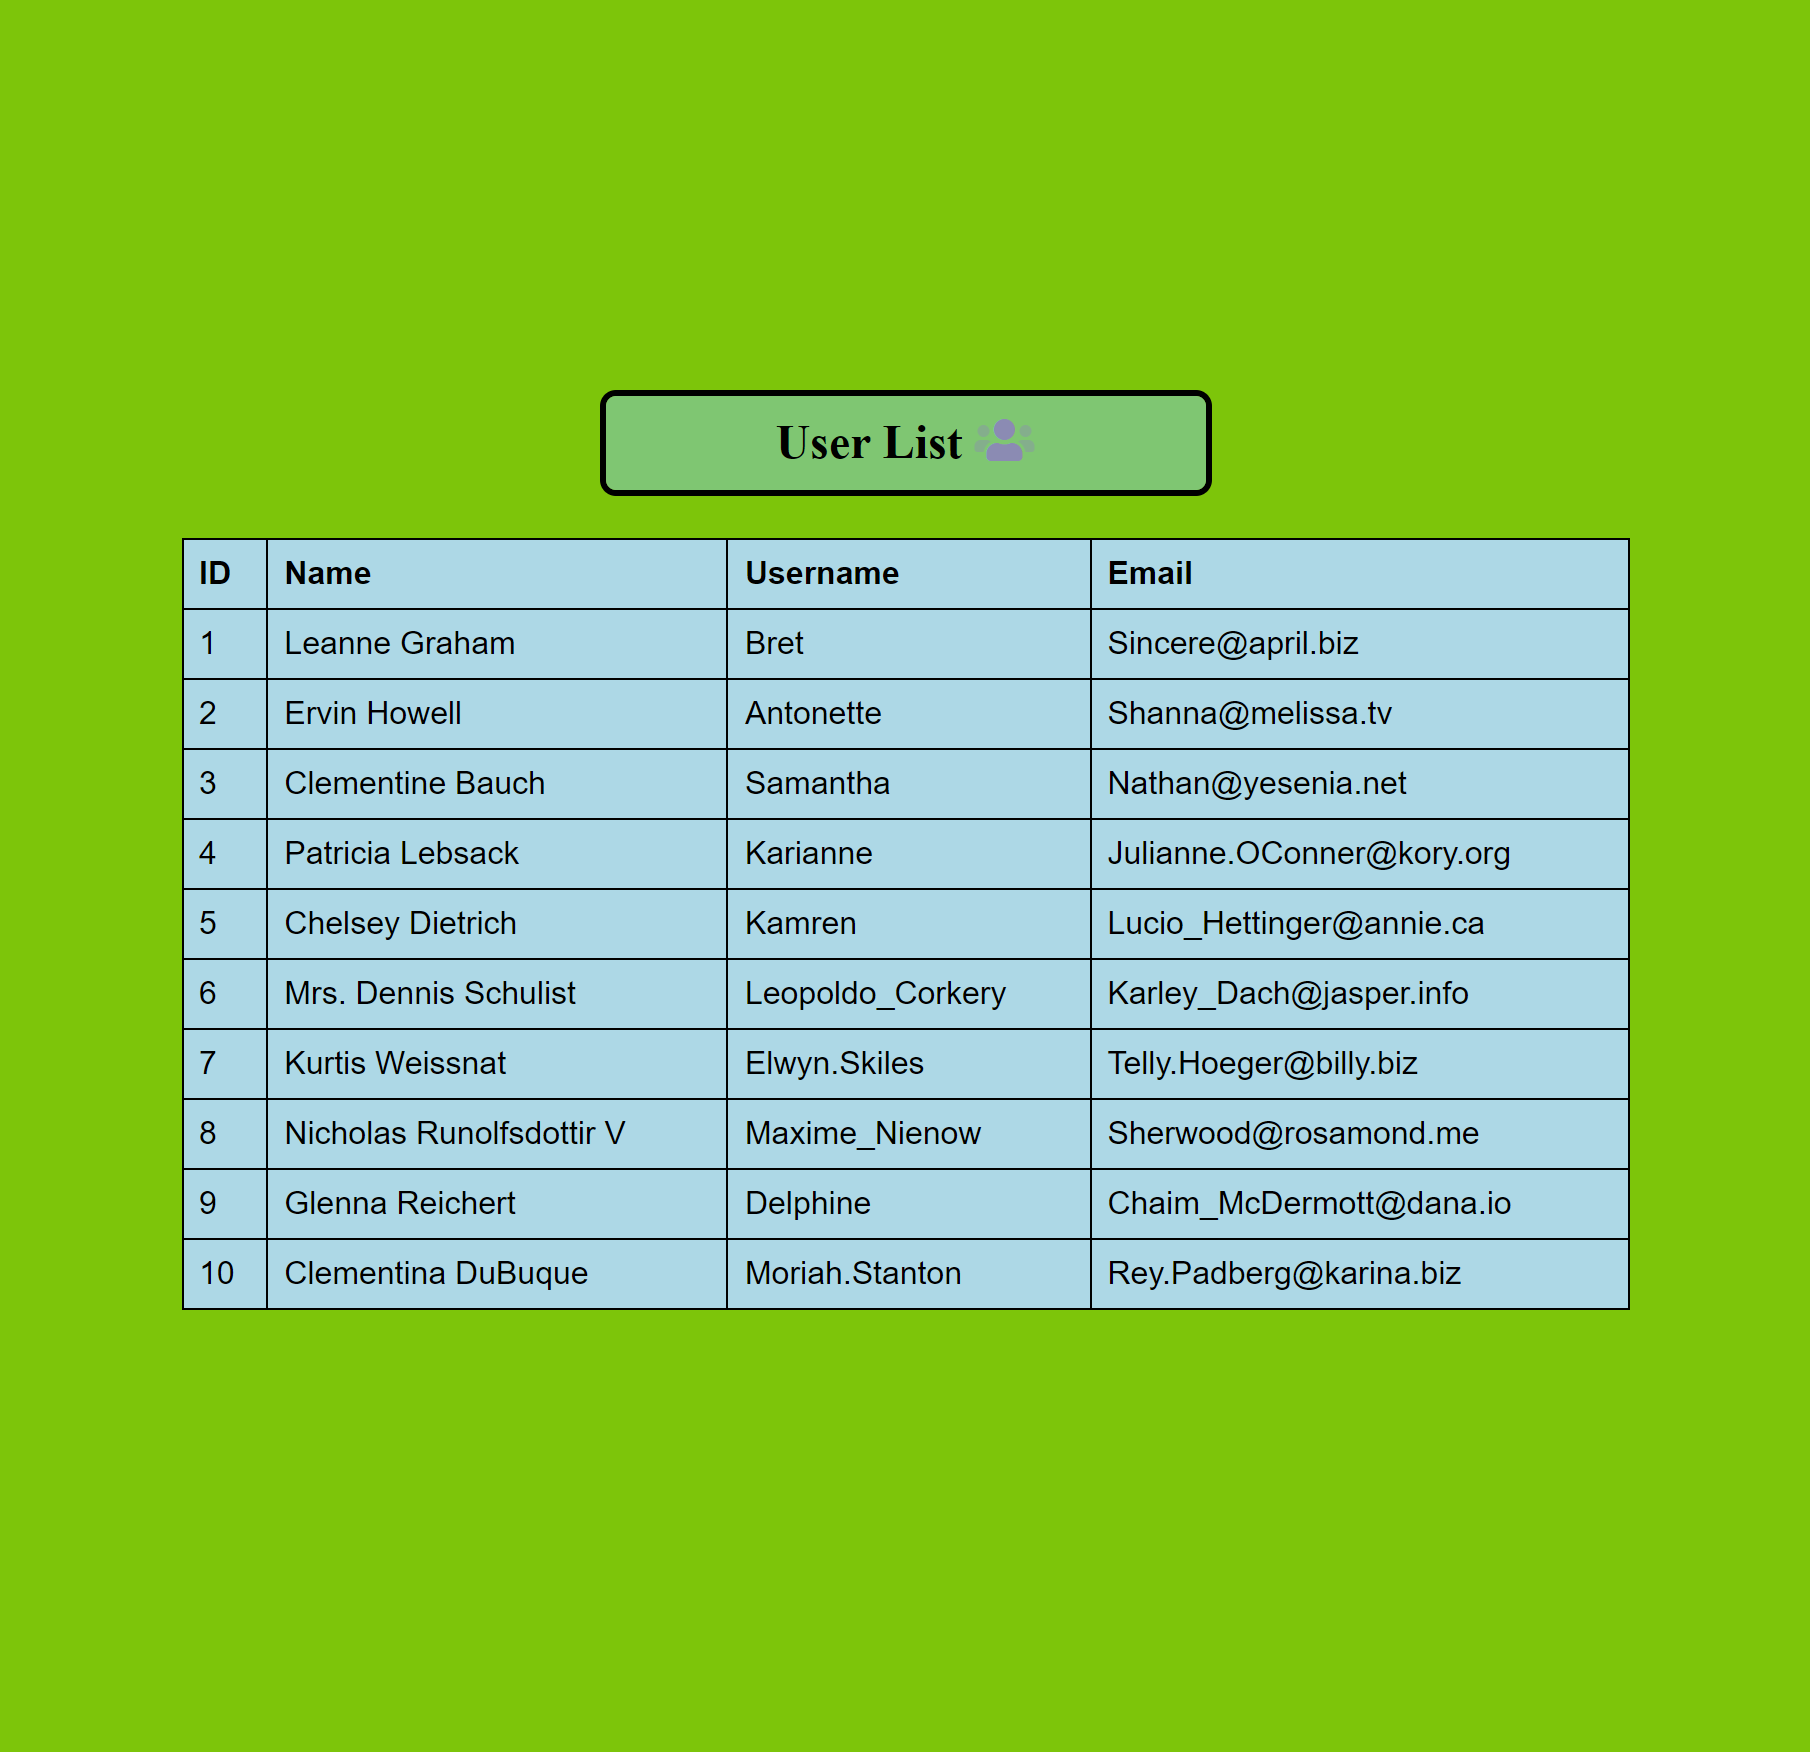 User List
ID Name Username Email
1 Leanne Graham Bret Sincere@april.biz
2 Ervin Howell Antonette Shanna@melissa.tv
3 Clementine Bauch Samantha Nathan@yesenia.net
4 Patricia Lebsack Karianne Julianne.OConner@kory.org
5 Chelsey Dietrich Kamren Lucio_Hettinger@annie.ca
6 Mrs. Dennis Schulist Leopoldo_Corkery Karley_Dach@jasper.info
7 Kurtis Weissnat Elwyn.Skiles Telly.Hoeger@billy.biz
8 Nicholas Runolfsdottir V Maxime_Nienow Sherwood@rosamond.me
9 Glenna Reichert Delphine Chaim_McDermott@dana.io
10 Clementina DuBuque Moriah.Stanton Rey.Padberg@karina.biz